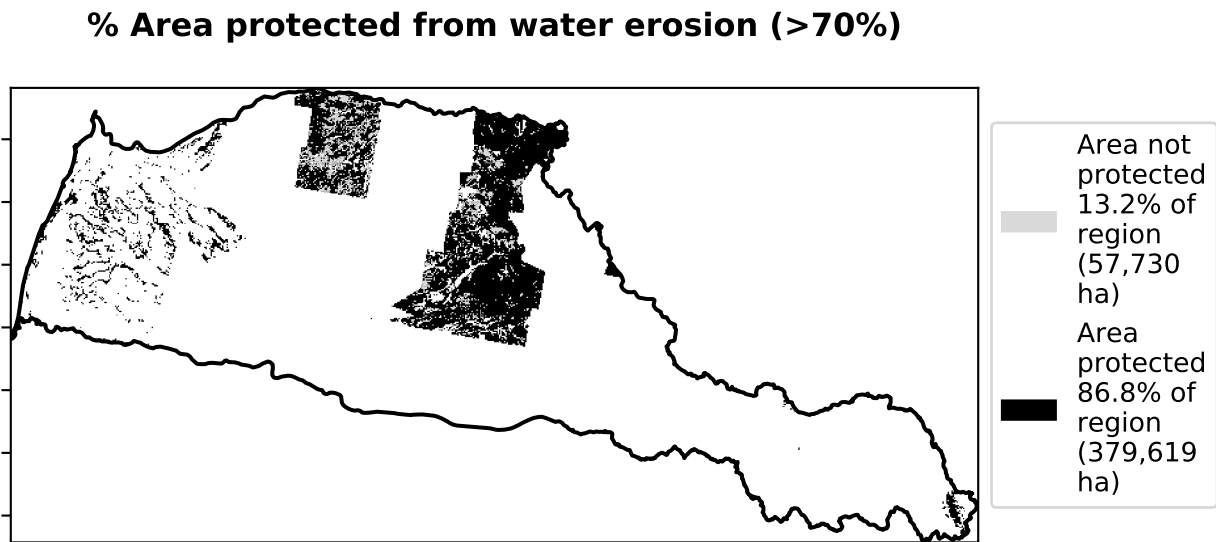 % Area protected from water erosion (>70%)
Area not
protected
13.2% of
region
(57,730
ha)
Area
protected
86.8% of
region
(379,619
ha)